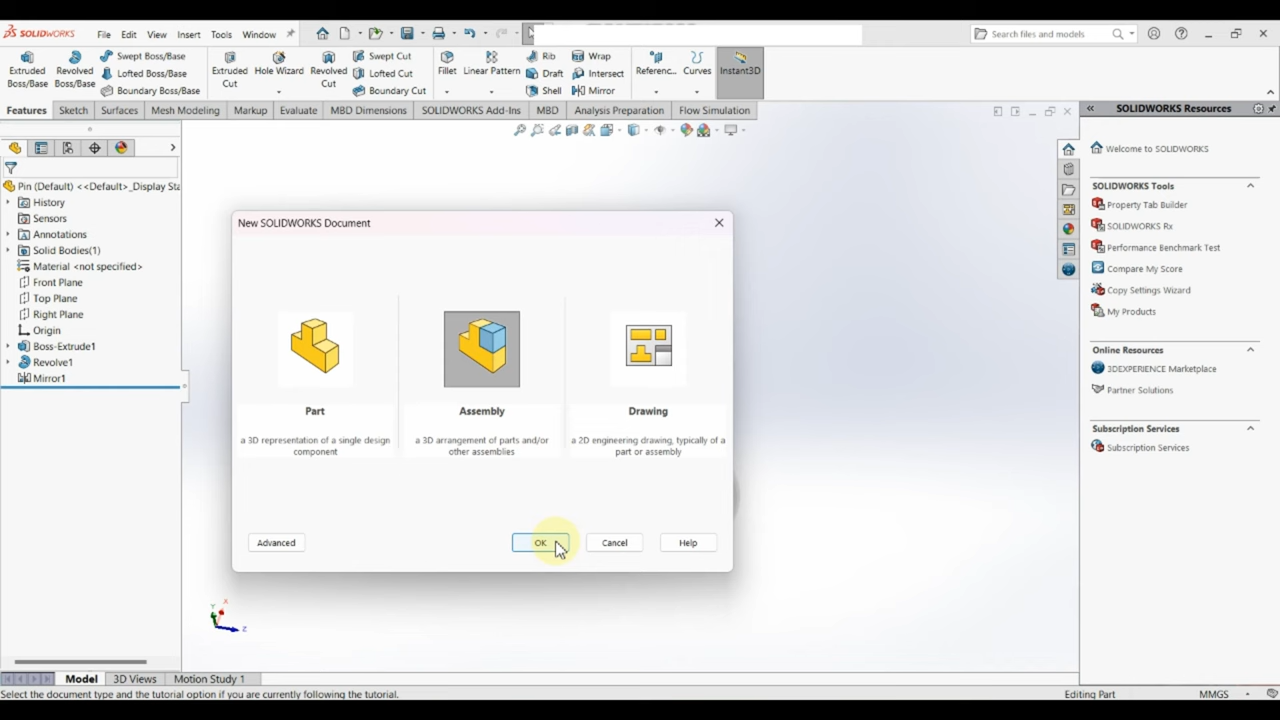 SOLIDWORKS
File Edit View Insert Tools Window
Search files and models
Extruded Boss/Base
Revolved Boss/Base
Swept Boss/Base
Lofted Boss/Base
Boundary Boss/Base
Extruded Cut
Hole Wizard
Revolved Cut
Swept Cut
Lofted Cut
Boundary Cut
Fillet
Linear Pattern
Rib
Draft
Shell
Wrap
Intersect
Mirror
Referenc...
Curves
Instant3D
Features Sketch Surfaces Mesh Modeling Markup Evaluate MBD Dimensions SOLIDWORKS Add-Ins MBD Analysis Preparation Flow Simulation
Pin (Default) <<Default>_Display Sta
History
Sensors
Annotations
Solid Bodies(1)
Material <not specified>
Front Plane
Top Plane
Right Plane
Origin
Boss-Extrude1
Revolve1
Mirror1
New SOLIDWORKS Document
Part
a 3D representation of a single design
component
Assembly
a 3D arrangement of parts and/or
other assemblies
Drawing
a 2D engineering drawing, typically of a
part or assembly
Advanced OK Cancel Help
Y X Z
SOLIDWORKS Resources
Welcome to SOLIDWORKS
SOLIDWORKS Tools
Property Tab Builder
SOLIDWORKS Rx
Performance Benchmark Test
Compare My Score
Copy Settings Wizard
My Products
Online Resources
3DEXPERIENCE Marketplace
Partner Solutions
Subscription Services
Subscription Services
Model 3D Views Motion Study 1
Select the document type and the tutorial option if you are currently following the tutorial.
Editing Part MMGS